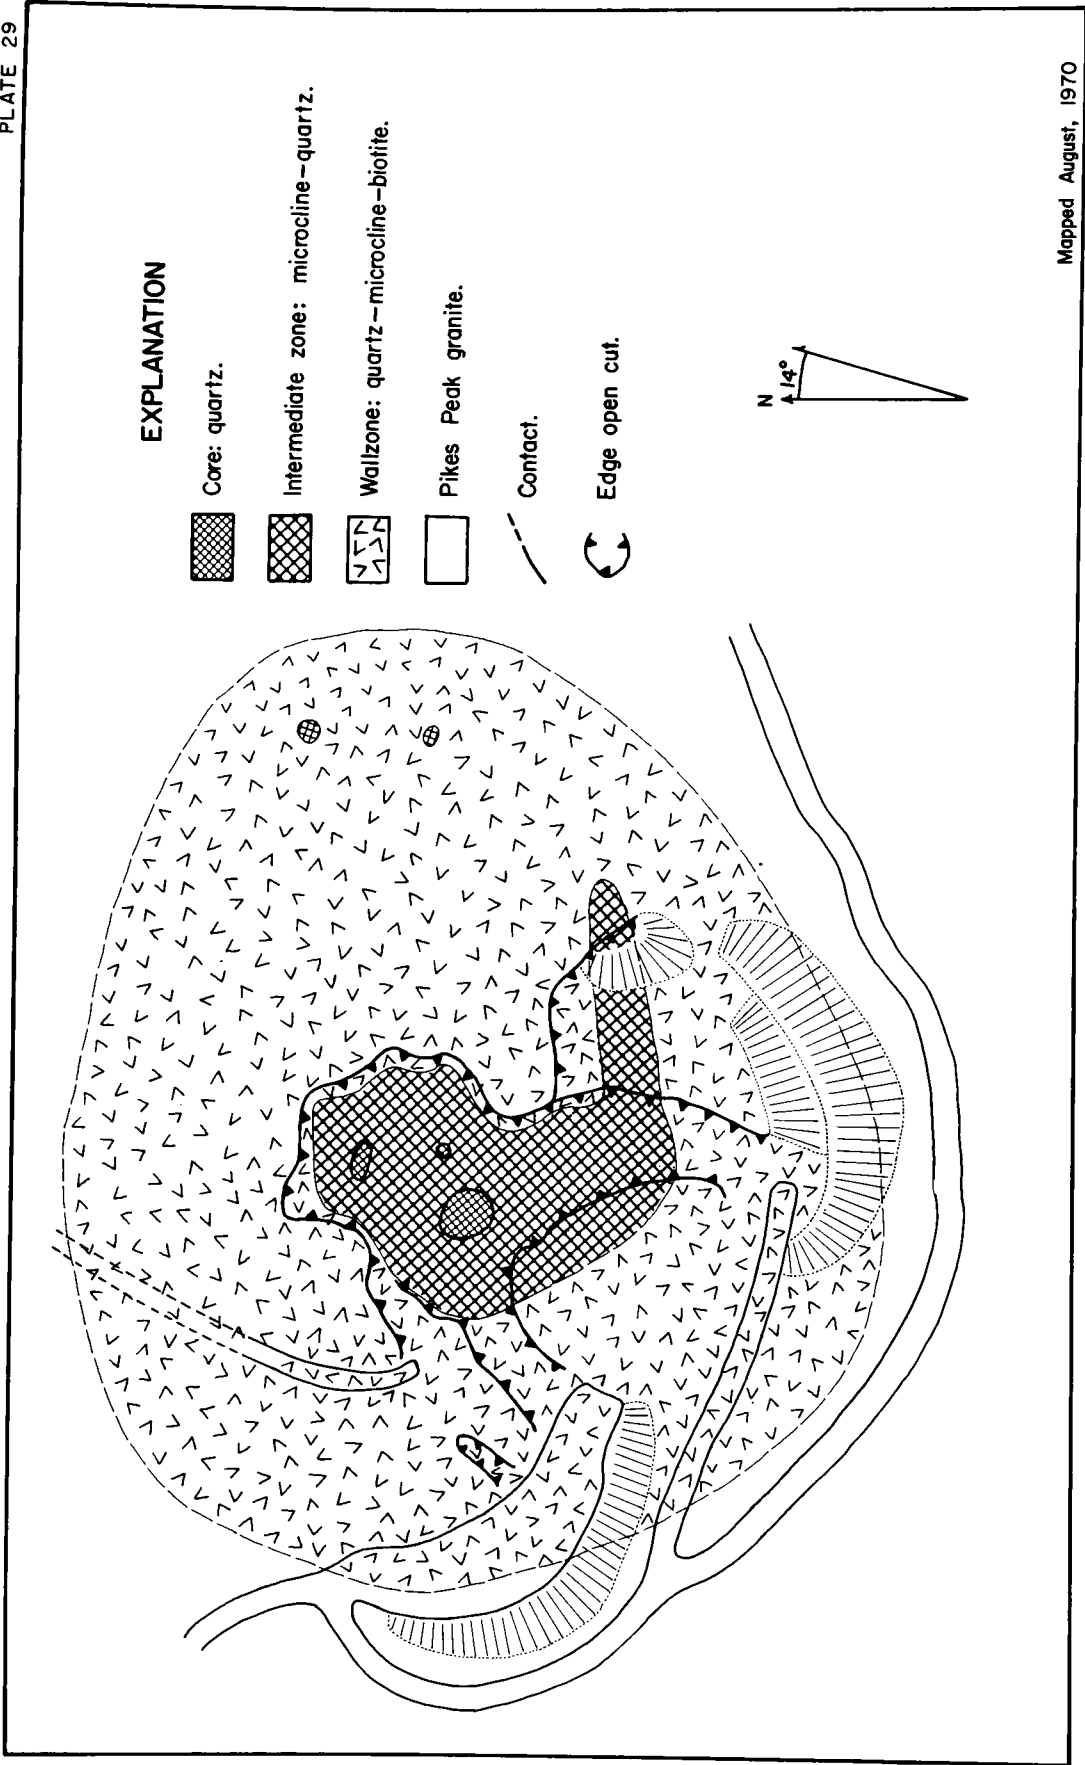 PLATE 29
EXPLANATION
Core: quartz.
Intermediate zone: microcline-quartz.
Wallzone: quartz-microcline-biotite.
Pikes Peak granite.
Contact.
Edge open cut.
N
14°
Mapped August, 1970